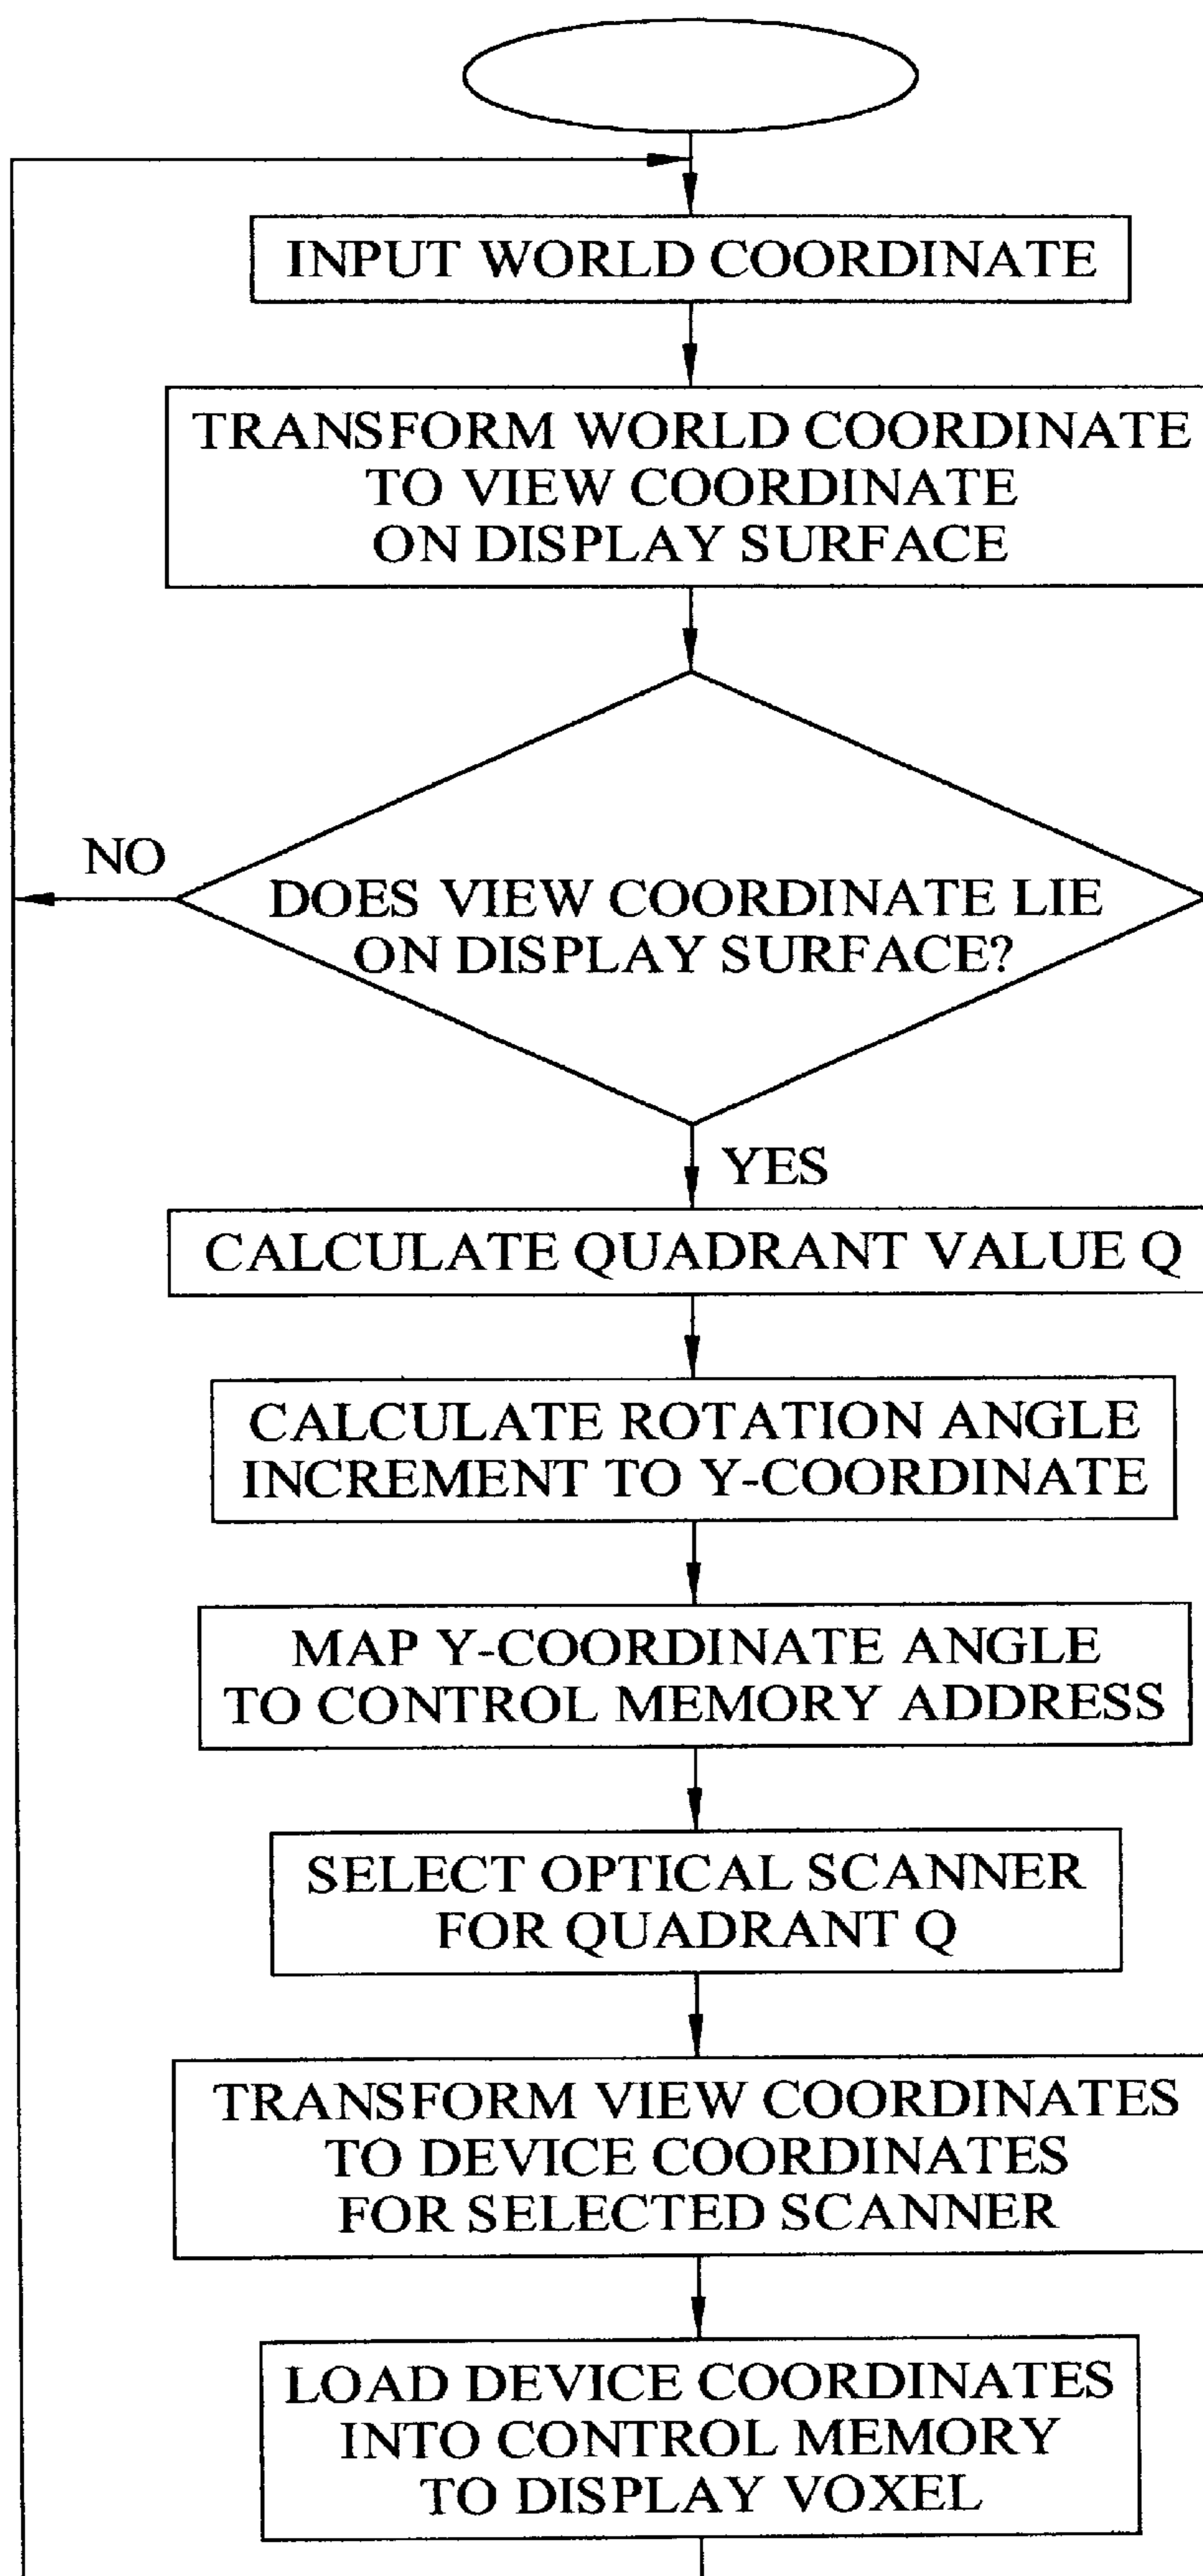 INPUT WORLD COORDINATE
TRANSFORM WORLD COORDINATE
TO VIEW COORDINATE
ON DISPLAY SURFACE
NO
DOES VIEW COORDINATE LIE
ON DISPLAY SURFACE?
YES
CALCULATE QUADRANT VALUE Q
CALCULATE ROTATION ANGLE
INCREMENT TO Y-COORDINATE
MAP Y-COORDINATE ANGLE
TO CONTROL MEMORY ADDRESS
SELECT OPTICAL SCANNER
FOR QUADRANT Q
TRANSFORM VIEW COORDINATES
TO DEVICE COORDINATES
FOR SELECTED SCANNER
LOAD DEVICE COORDINATES
INTO CONTROL MEMORY
TO DISPLAY VOXEL